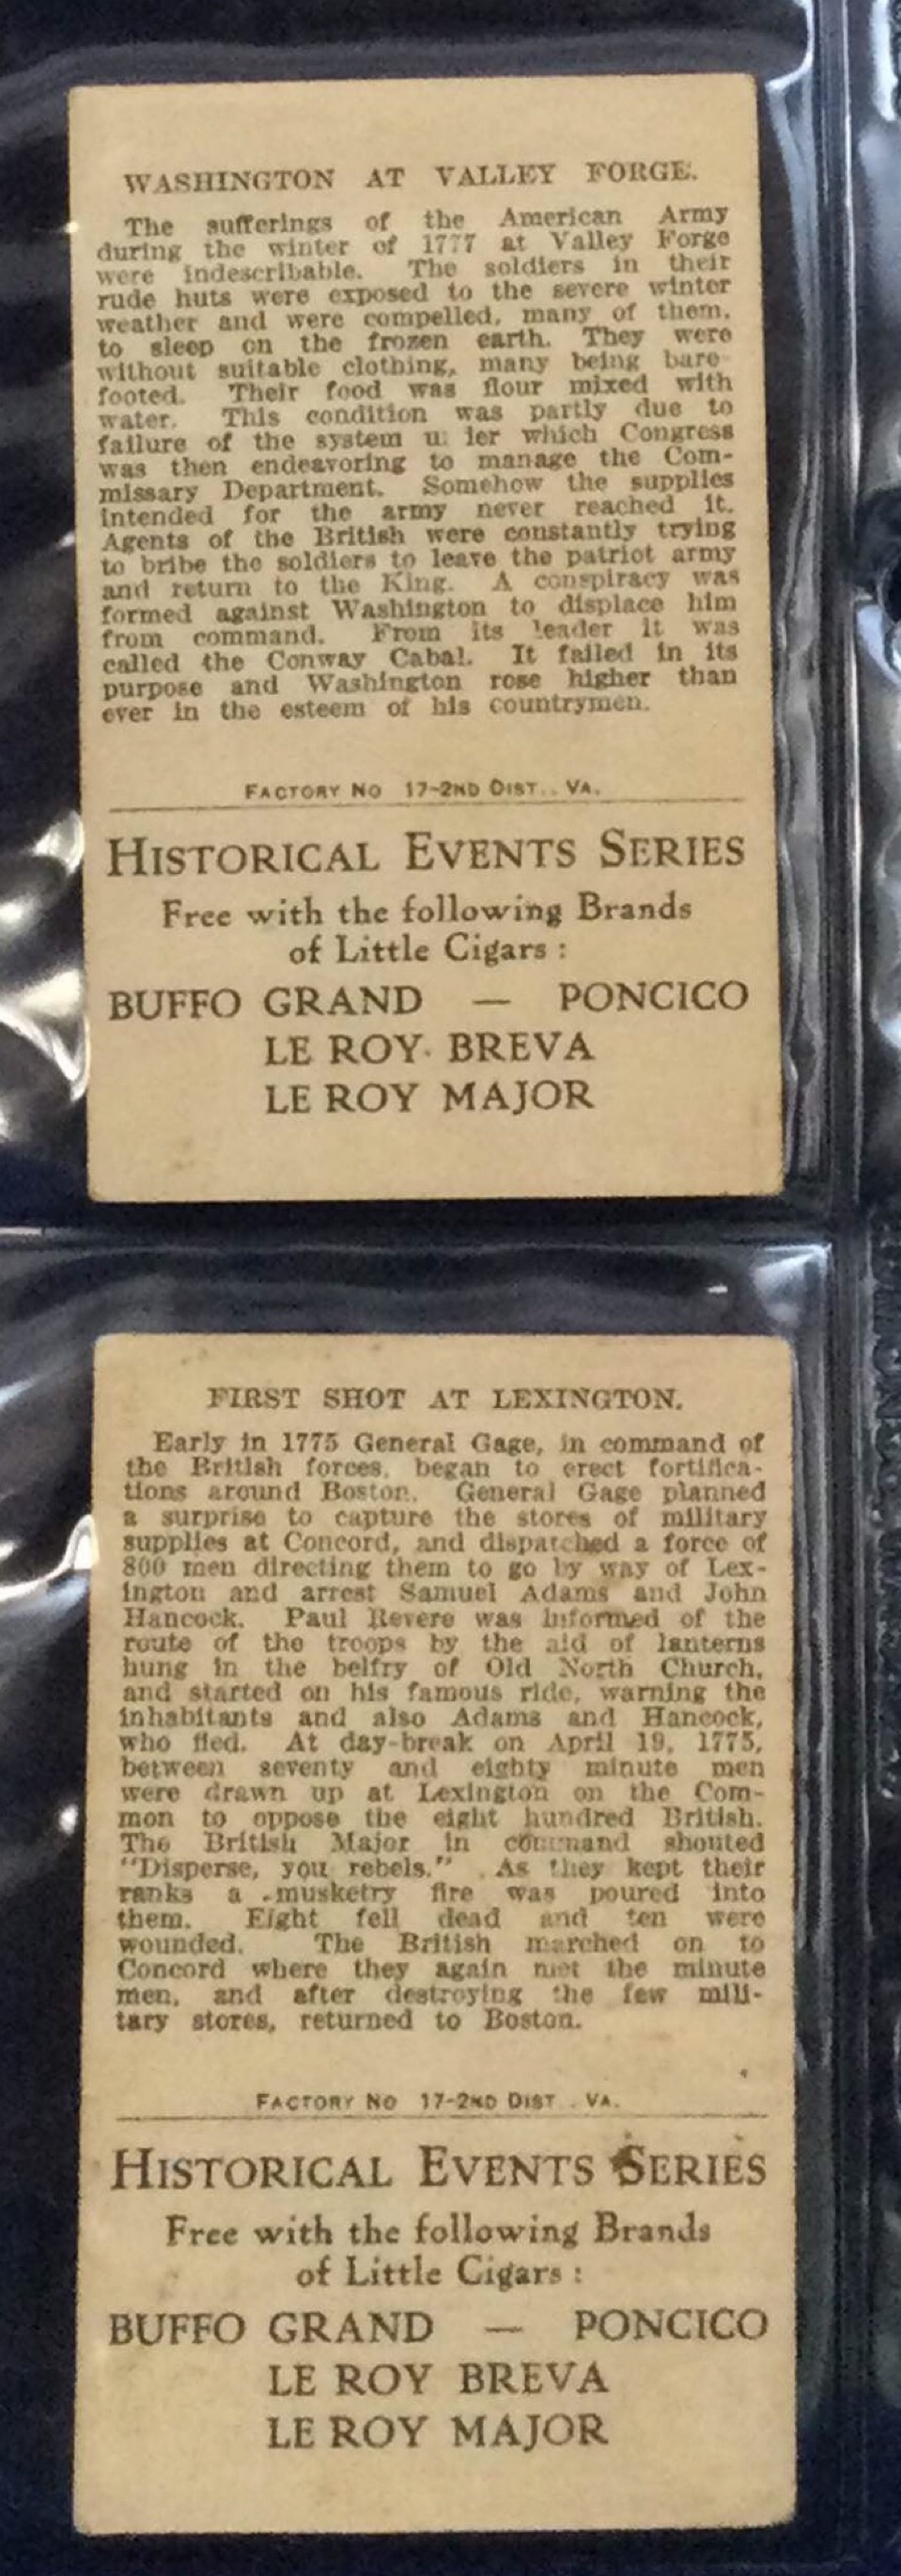 WASHINGTON AT VALLEY FORGE.
The sufferings of the American Army
during the winter of 1777 at Valley Forge
were indescribable. The soldiers in their
rude huts were exposed to the severe winter
weather and were compelled, many of them,
to sleep on the frozen earth. They were
without suitable clothing, many being bare-
footed. Their food was flour mixed with
water. This condition was partly due to
failure of the system u ler which Congress
was then endeavoring to manage the Com-
missary Department. Somehow the supplies
intended for the army never reached it.
Agents of the British were constantly trying
to bribe the soldiers to leave the patriot army
and return to the King. A conspiracy was
formed against Washington to displace him
from command. From its leader it was
called the Conway Cabal. It failed in its
purpose and Washington rose higher than
ever in the esteem of his countrymen.
FACTORY NO 17-2ND DIST. VA.
HISTORICAL EVENTS SERIES
Free with the following Brands
of Little Cigars :
BUFFO GRAND — PONCICO
LE ROY BREVA
LE ROY MAJOR
FIRST SHOT AT LEXINGTON.
Early in 1775 General Gage, in command of
the British forces, began to erect fortifica-
tions around Boston. General Gage planned
a surprise to capture the stores of military
supplies at Concord, and dispatched a force of
800 men directing them to go by way of Lex-
ington and arrest Samuel Adams and John
Hancock. Paul Revere was informed of the
route of the troops by the aid of lanterns
hung in the belfry of Old North Church,
and started on his famous ride, warning the
inhabitants and also Adams and Hancock,
who fled. At day-break on April 19, 1775,
between seventy and eighty minute men
were drawn up at Lexington on the Com-
mon to oppose the eight hundred British.
The British Major in command shouted
"Disperse, you rebels." As they kept their
ranks a musketry fire was poured into
them. Eight fell dead and ten were
wounded. The British marched on to
Concord where they again met the minute
men, and after destroying the few mili-
tary stores, returned to Boston.
FACTORY NO 17-2ND DIST. VA.
HISTORICAL EVENTS SERIES
Free with the following Brands
of Little Cigars :
BUFFO GRAND — PONCICO
LE ROY BREVA
LE ROY MAJOR